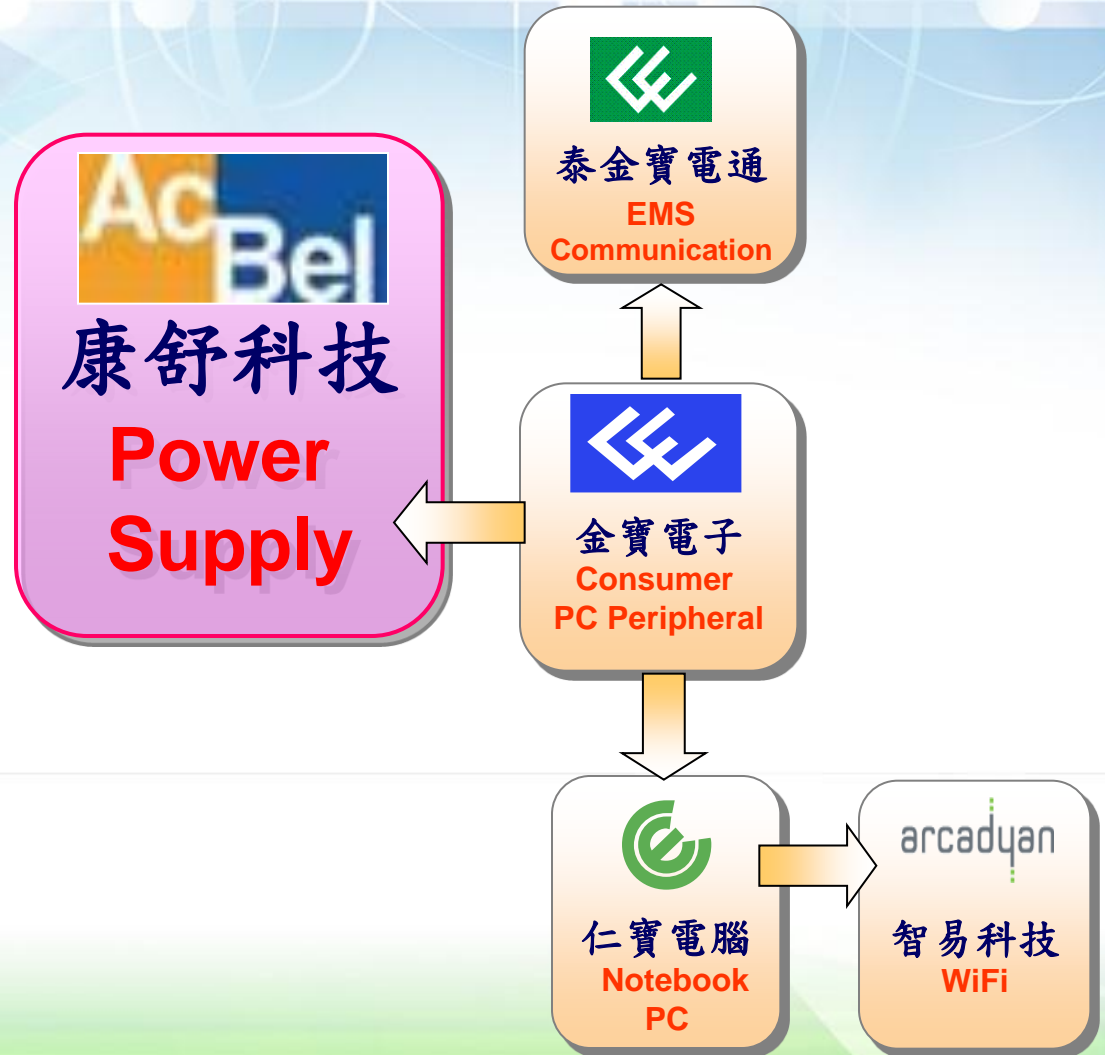 泰金寶電通
EMS
Communication
AcBel
康舒科技
Power
Supply
金寶電子
Consumer
PC Peripheral
仁寶電腦
Notebook
PC
arcadyan
智易科技
WiFi